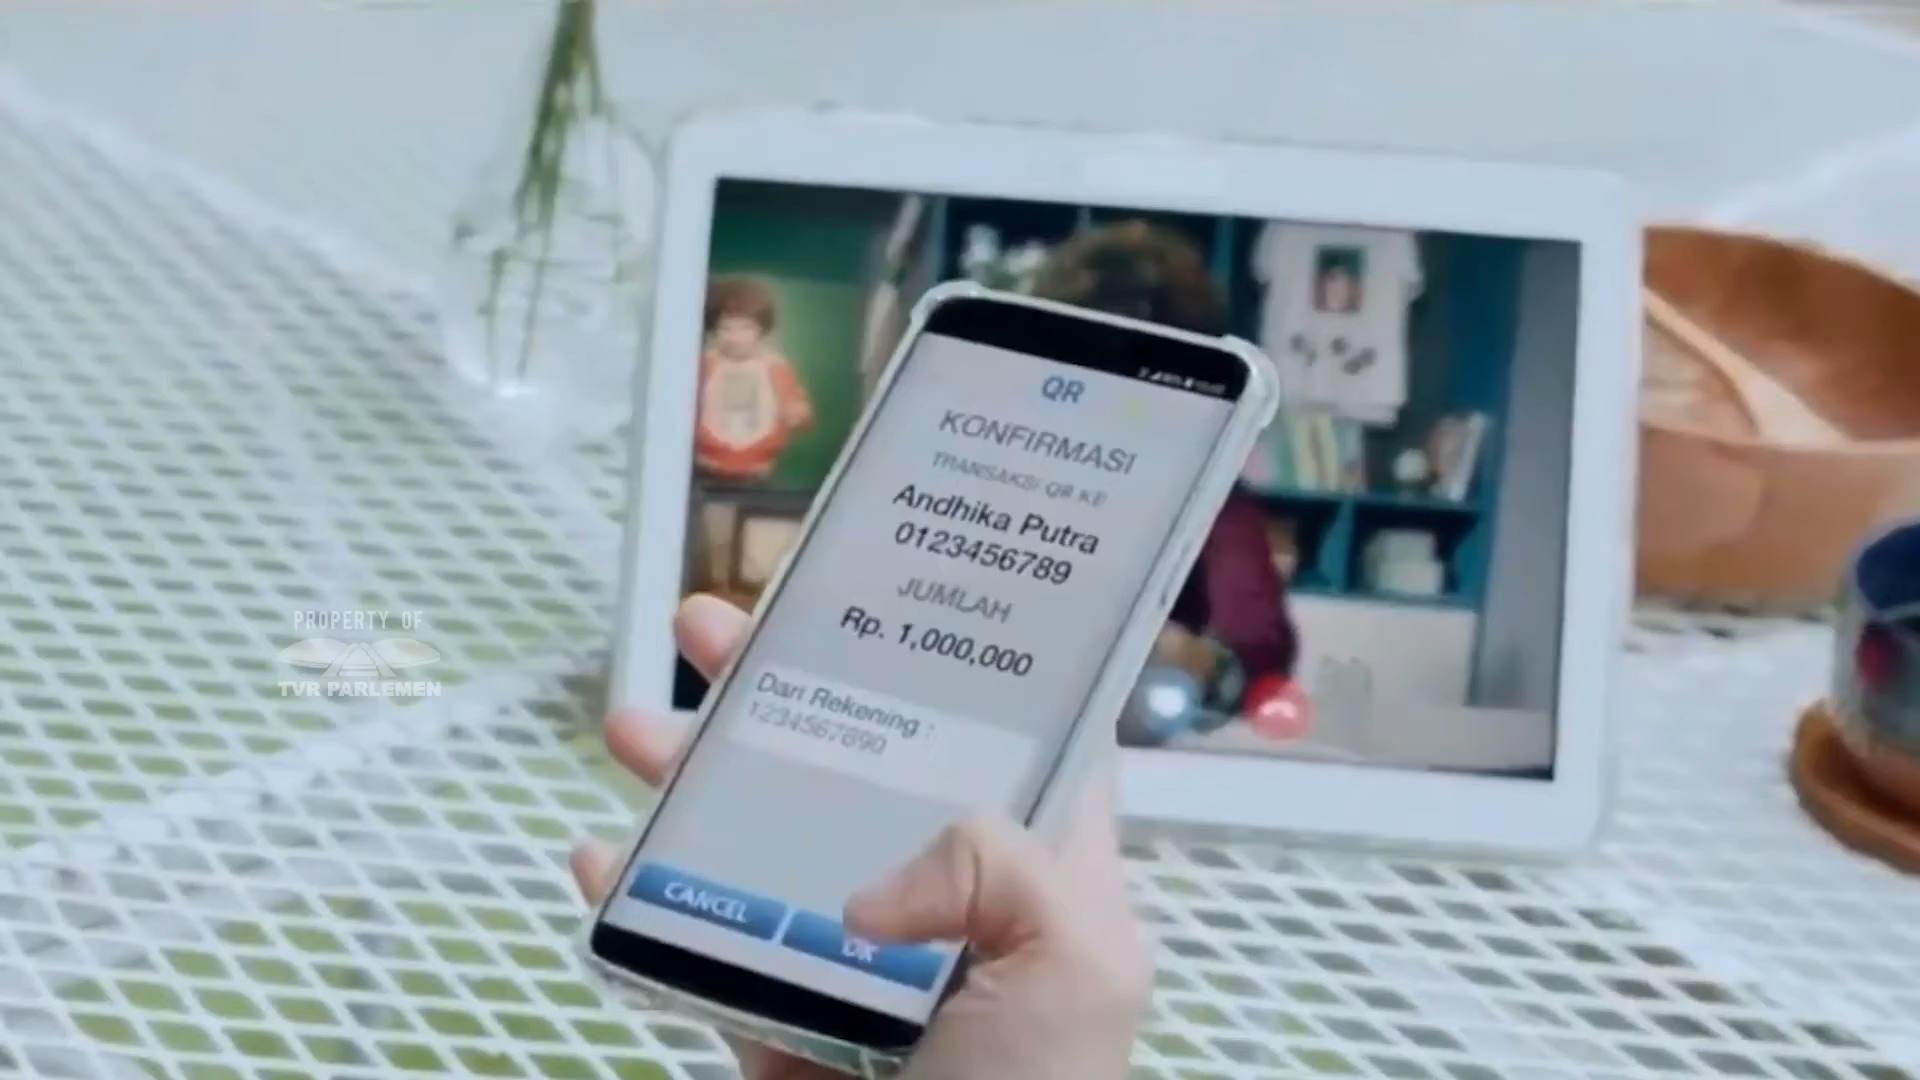 QR
KONFIRMASI
TRANSAKSI QR KE
Andhika Putra
0123456789
JUMLAH
Rp. 1,000,000
Dari Rekening :
1234567890
CANCEL
OK
PROPERTY OF
TVR PARLEMEN